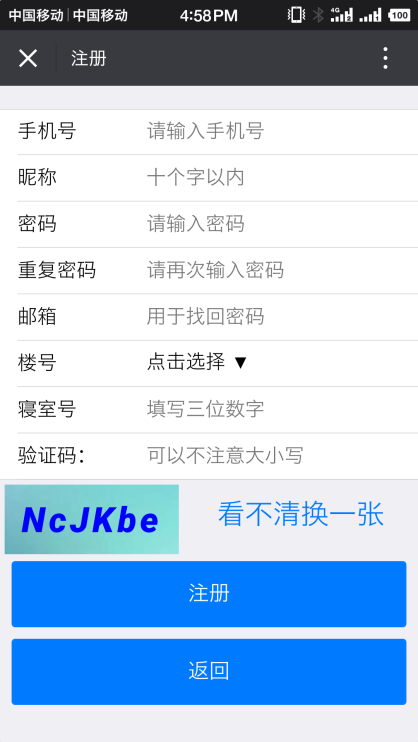 中国移动 中国移动 4:58PM 4G 100
注册
手机号 请输入手机号
昵称 十个字以内
密码 请输入密码
重复密码 请再次输入密码
邮箱 用于找回密码
楼号 点击选择 ▼
寝室号 填写三位数字
验证码： 可以不注意大小写
NcJKbe 看不清换一张
注册
返回